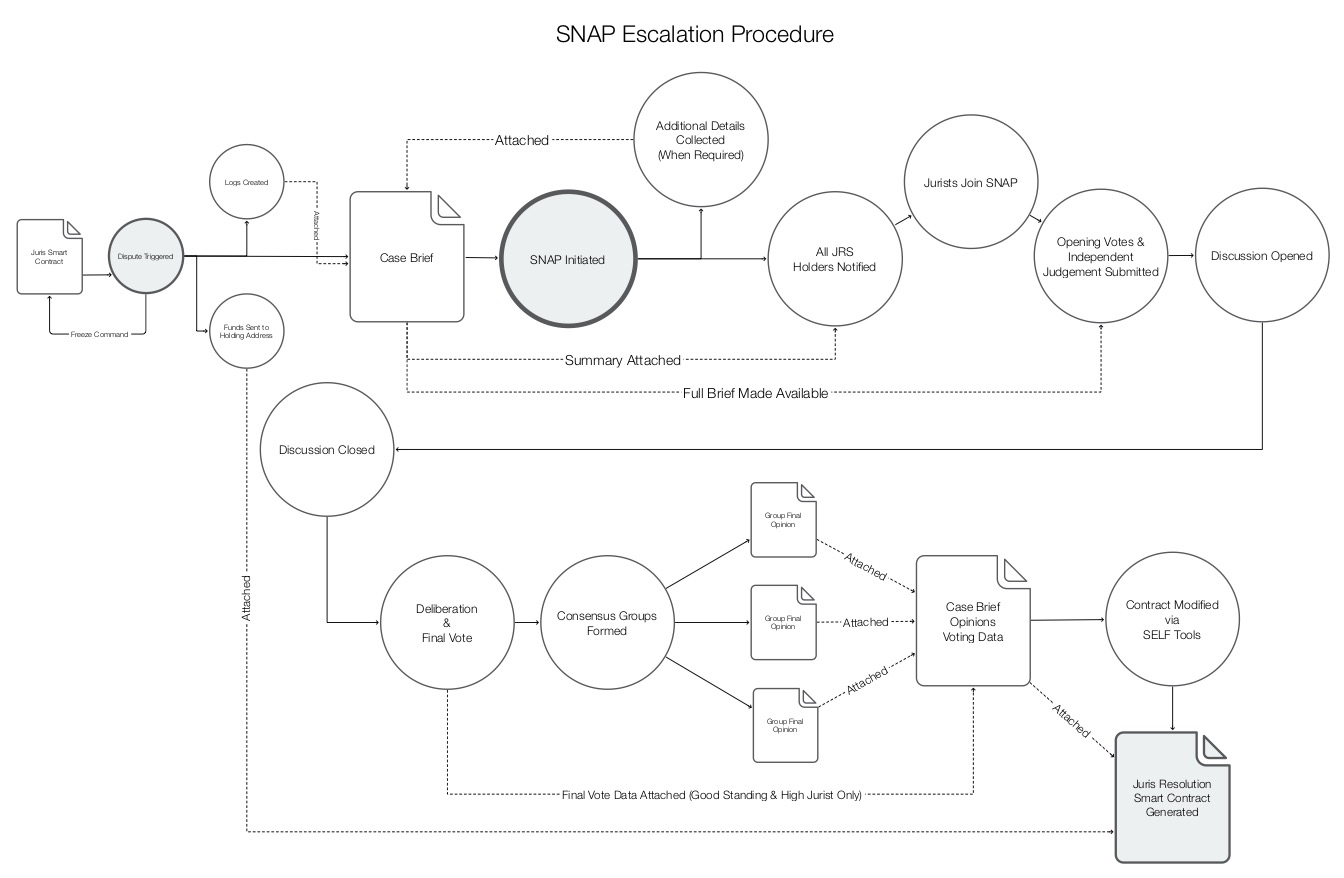 SNAP Escalation Procedure
Additional Details
Collected
(When Required)
Attached
Logs Created
Attached
Jurists Join SNAP
Juris Smart
Contract
Dispute Triggered
Case Brief
SNAP Initiated
All JRS
Holders Notified
Opening Votes &
Independent
Judgement Submitted
Discussion Opened
Freeze Command
Funds Sent to
Holding Address
Summary Attached
Full Brief Made Available
Discussion Closed
Attached
Deliberation
&
Final Vote
Consensus Groups
Formed
Group Final
Opinion
Group Final
Opinion
Group Final
Opinion
Attached
Attached
Attached
Case Brief
Opinions
Voting Data
Contract Modified
via
SELF Tools
Attached
Final Vote Data Attached (Good Standing & High Jurist Only)
Juris Resolution
Smart Contract
Generated